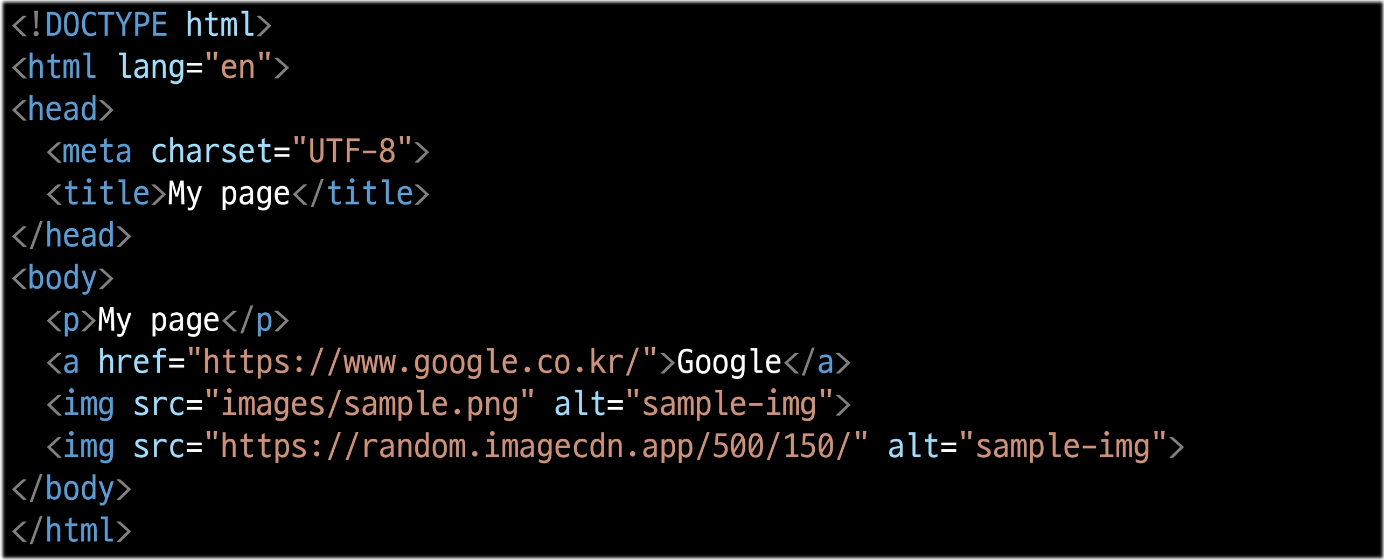 <!DOCTYPE html>
<html lang="en">
<head>
  <meta charset="UTF-8">
  <title>My page</title>
</head>
<body>
  <p>My page</p>
  <a href="https://www.google.co.kr/">Google</a>
  <img src="images/sample.png" alt="sample-img">
  <img src="https://random.imagecdn.app/500/150/" alt="sample-img">
</body>
</html>